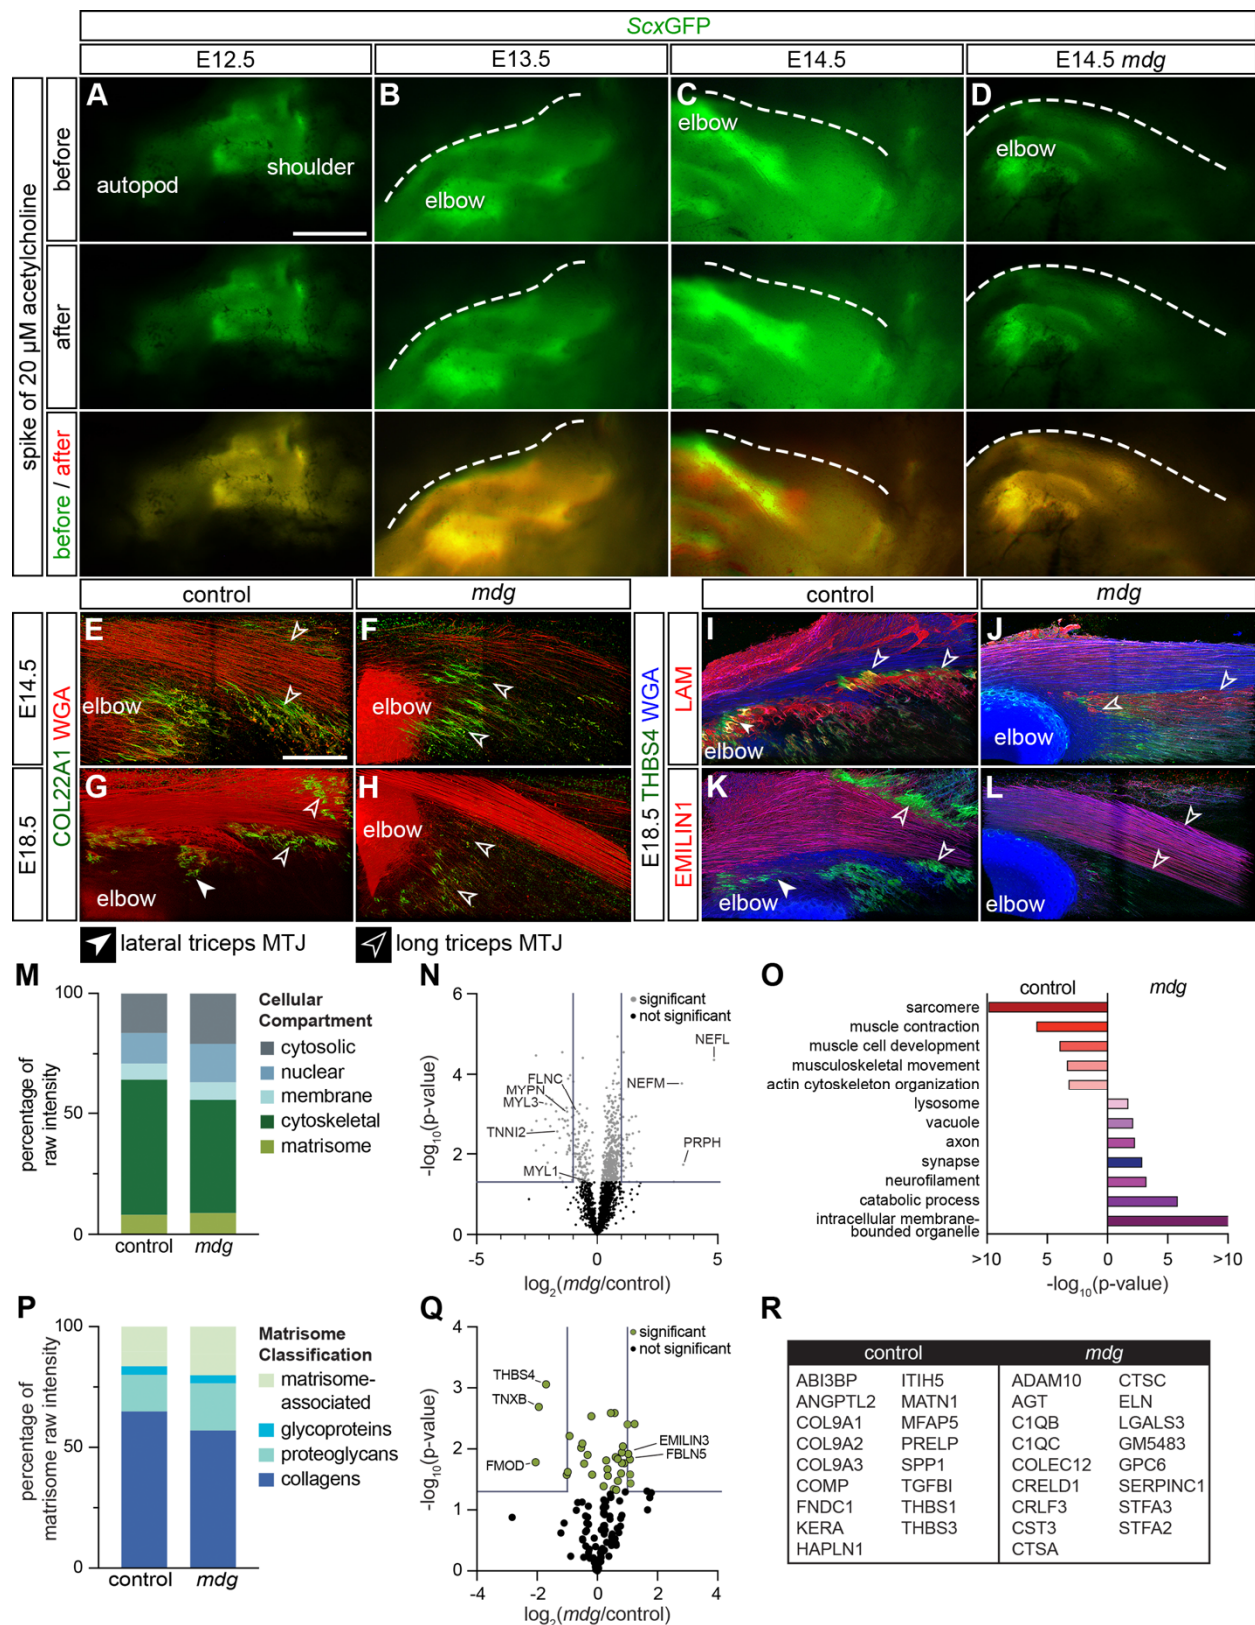 ScxGFP
E12.5
E13.5
E14.5
E14.5 mdg
spike of 20 µM acetylcholine
before
after
before / after
A
autopod
shoulder
B
elbow
C
elbow
D
elbow
control
mdg
control
mdg
E14.5
E18.5
COL22A1 WGA
E18.5 THBS4 WGA
LAM
EMILIN1
E
elbow
F
elbow
G
elbow
H
elbow
I
elbow
J
elbow
K
elbow
L
elbow
lateral triceps MTJ
long triceps MTJ
M
percentage of
raw intensity
100
50
0
control
mdg
Cellular
Compartment
cytosolic
nuclear
membrane
cytoskeletal
matrisome
N
-log10(p-value)
6
4
2
0
-5
0
5
log2(mdg/control)
significant
not significant
NEFL
NEFM
PRPH
FLNC
MYPN
MYL3
TNNI2
MYL1
O
control
mdg
sarcomere
muscle contraction
muscle cell development
musculoskeletal movement
actin cytoskeleton organization
lysosome
vacuole
axon
synapse
neurofilament
catabolic process
intracellular membrane-
bounded organelle
>10
5
0
5
>10
-log10(p-value)
P
percentage of
matrisome raw intensity
100
50
0
control
mdg
Matrisome
Classification
matrisome-
associated
glycoproteins
proteoglycans
collagens
Q
-log10(p-value)
4
3
2
1
0
-4
-2
0
2
4
log2(mdg/control)
significant
not significant
THBS4
TNXB
FMOD
EMILIN3
FBLN5
R
control
mdg
ABI3BP ITIH5 ADAM10 CTSC
ANGPTL2 MATN1 AGT ELN
COL9A1 MFAP5 C1QB LGALS3
COL9A2 PRELP C1QC GM5483
COL9A3 SPP1 COLEC12 GPC6
COMP TGFBI CRELD1 SERPINC1
FNDC1 THBS1 CRLF3 STFA3
KERA THBS3 CST3 STFA2
HAPLN1 CTSA